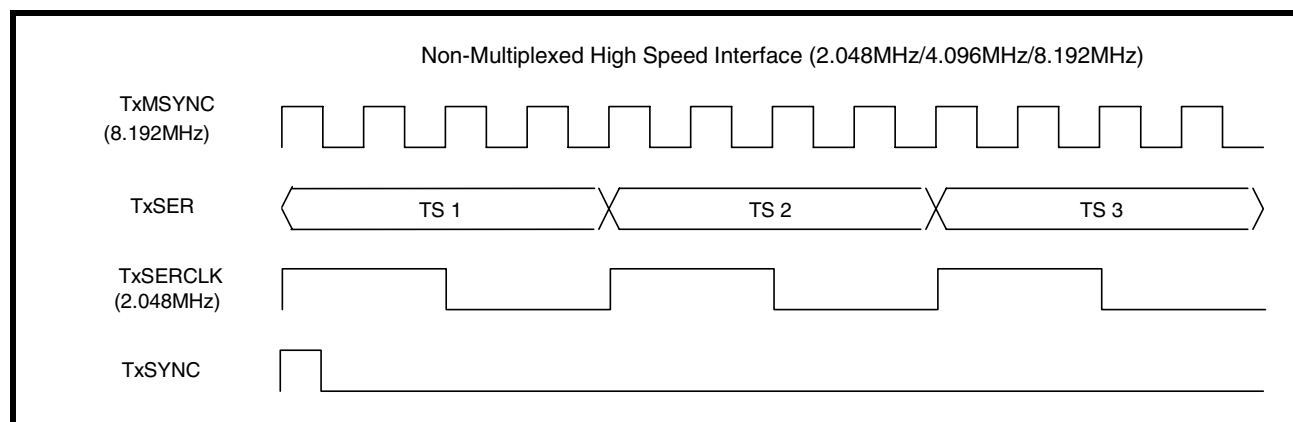 Non-Multiplexed High Speed Interface (2.048MHz/4.096MHz/8.192MHz)
TxMSYNC
(8.192MHz)
TxSER
TS 1
TS 2
TS 3
TxSERCLK
(2.048MHz)
TxSYNC